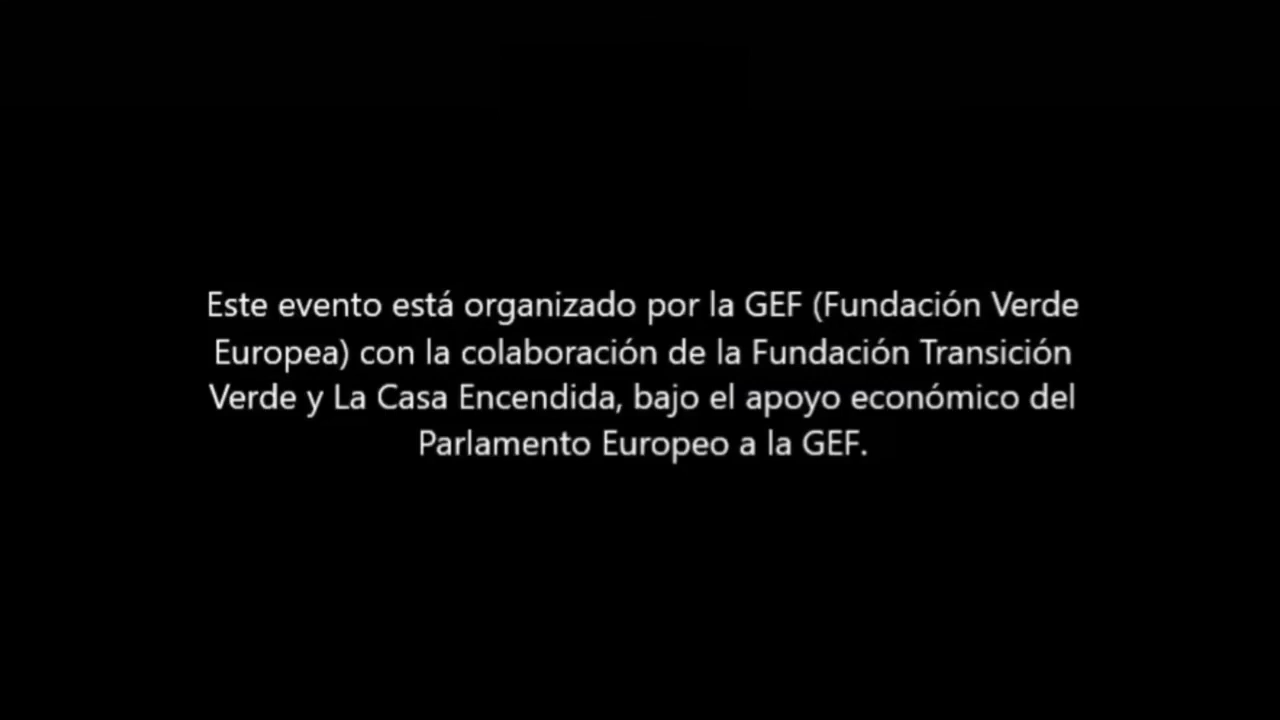 Este evento está organizado por la GEF (Fundación Verde
Europea) con la colaboración de la Fundación Transición
Verde y La Casa Encendida, bajo el apoyo económico del
Parlamento Europeo a la GEF.